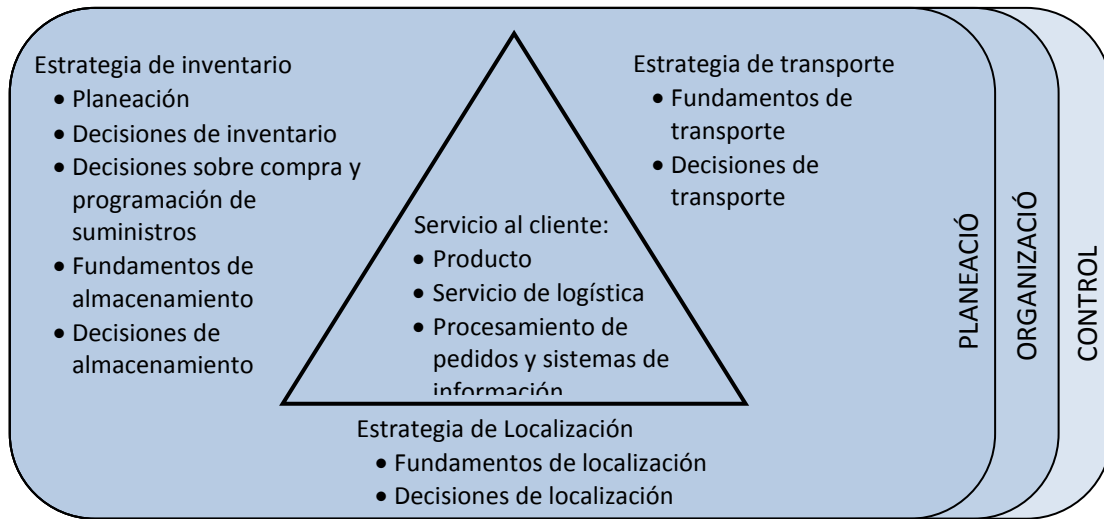 Estrategia de inventario
• Planeación
• Decisiones de inventario
• Decisiones sobre compra y
programación de
suministros
• Fundamentos de
almacenamiento
• Decisiones de
almacenamiento
Estrategia de transporte
• Fundamentos de
transporte
• Decisiones de
transporte
Servicio al cliente:
• Producto
• Servicio de logística
• Procesamiento de
pedidos y sistemas de
información
Estrategia de Localización
• Fundamentos de localización
• Decisiones de localización
PLANEACIÓ
ORGANIZACIÓ
CONTROL